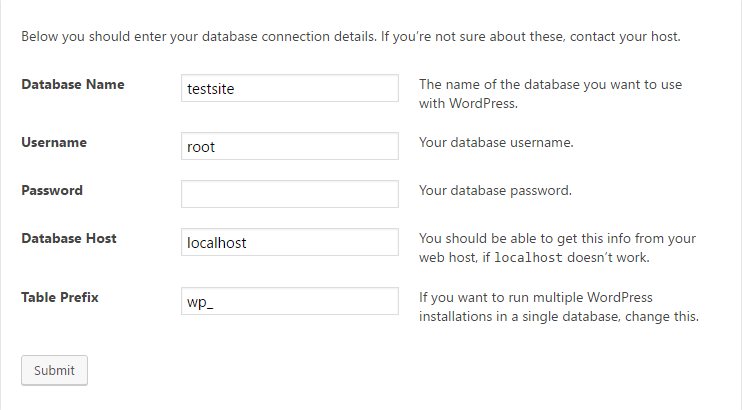 Below you should enter your database connection details. If you’re not sure about these, contact your host.
Database Name
testsite
The name of the database you want to use
with WordPress.
Username
root
Your database username.
Password
Your database password.
Database Host
localhost
You should be able to get this info from your
web host, if localhost doesn’t work.
Table Prefix
wp_
If you want to run multiple WordPress
installations in a single database, change this.
Submit